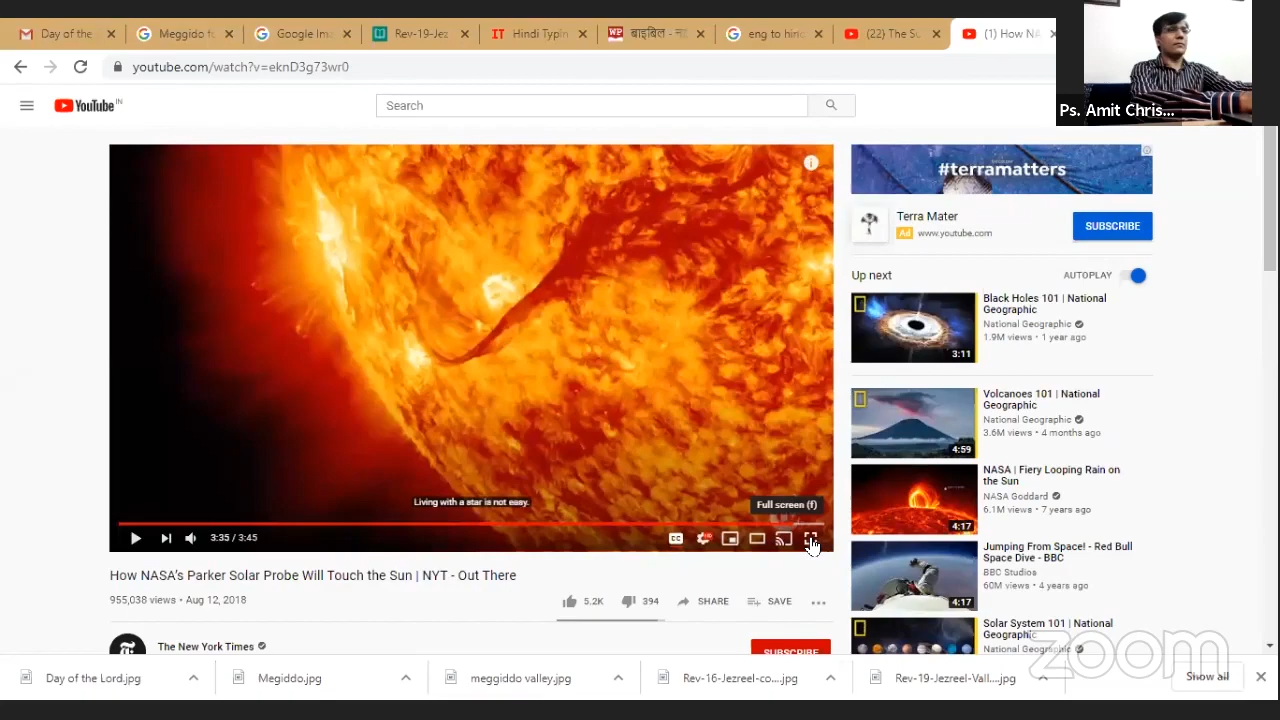 Day of the
Meggido fi
Google Ima
Rev-19-Jez
Hindi Typin
बाइबिल - नह
eng to hind
(22) The Su
(1) How NA
youtube.com/watch?v=eknD3g73wr0
Ps. Amit Chris...
YouTube IN
Search
#terramatters
Terra Mater
Ad www.youtube.com
SUBSCRIBE
Up next
AUTOPLAY
Black Holes 101 | National
Geographic
National Geographic
1.9M views • 1 year ago
3:11
Volcanoes 101 | National
Geographic
National Geographic
3.6M views • 4 months ago
4:59
NASA | Fiery Looping Rain on
the Sun
NASA Goddard
6.1M views • 7 years ago
4:17
Jumping From Space! - Red Bull
Space Dive - BBC
BBC Studios
60M views • 4 years ago
4:17
Solar System 101 | National
Geographic
National Geographic
Living with a star is not easy.
Full screen (f)
3:35 / 3:45
CC
How NASA's Parker Solar Probe Will Touch the Sun | NYT - Out There
955,038 views • Aug 12, 2018
5.2K
394
SHARE
SAVE
The New York Times
SUBSCRIBE
zoom
Day of the Lord.jpg
Megiddo.jpg
meggiddo valley.jpg
Rev-16-Jezreel-co....jpg
Rev-19-Jezreel-Vall....jpg
Show all